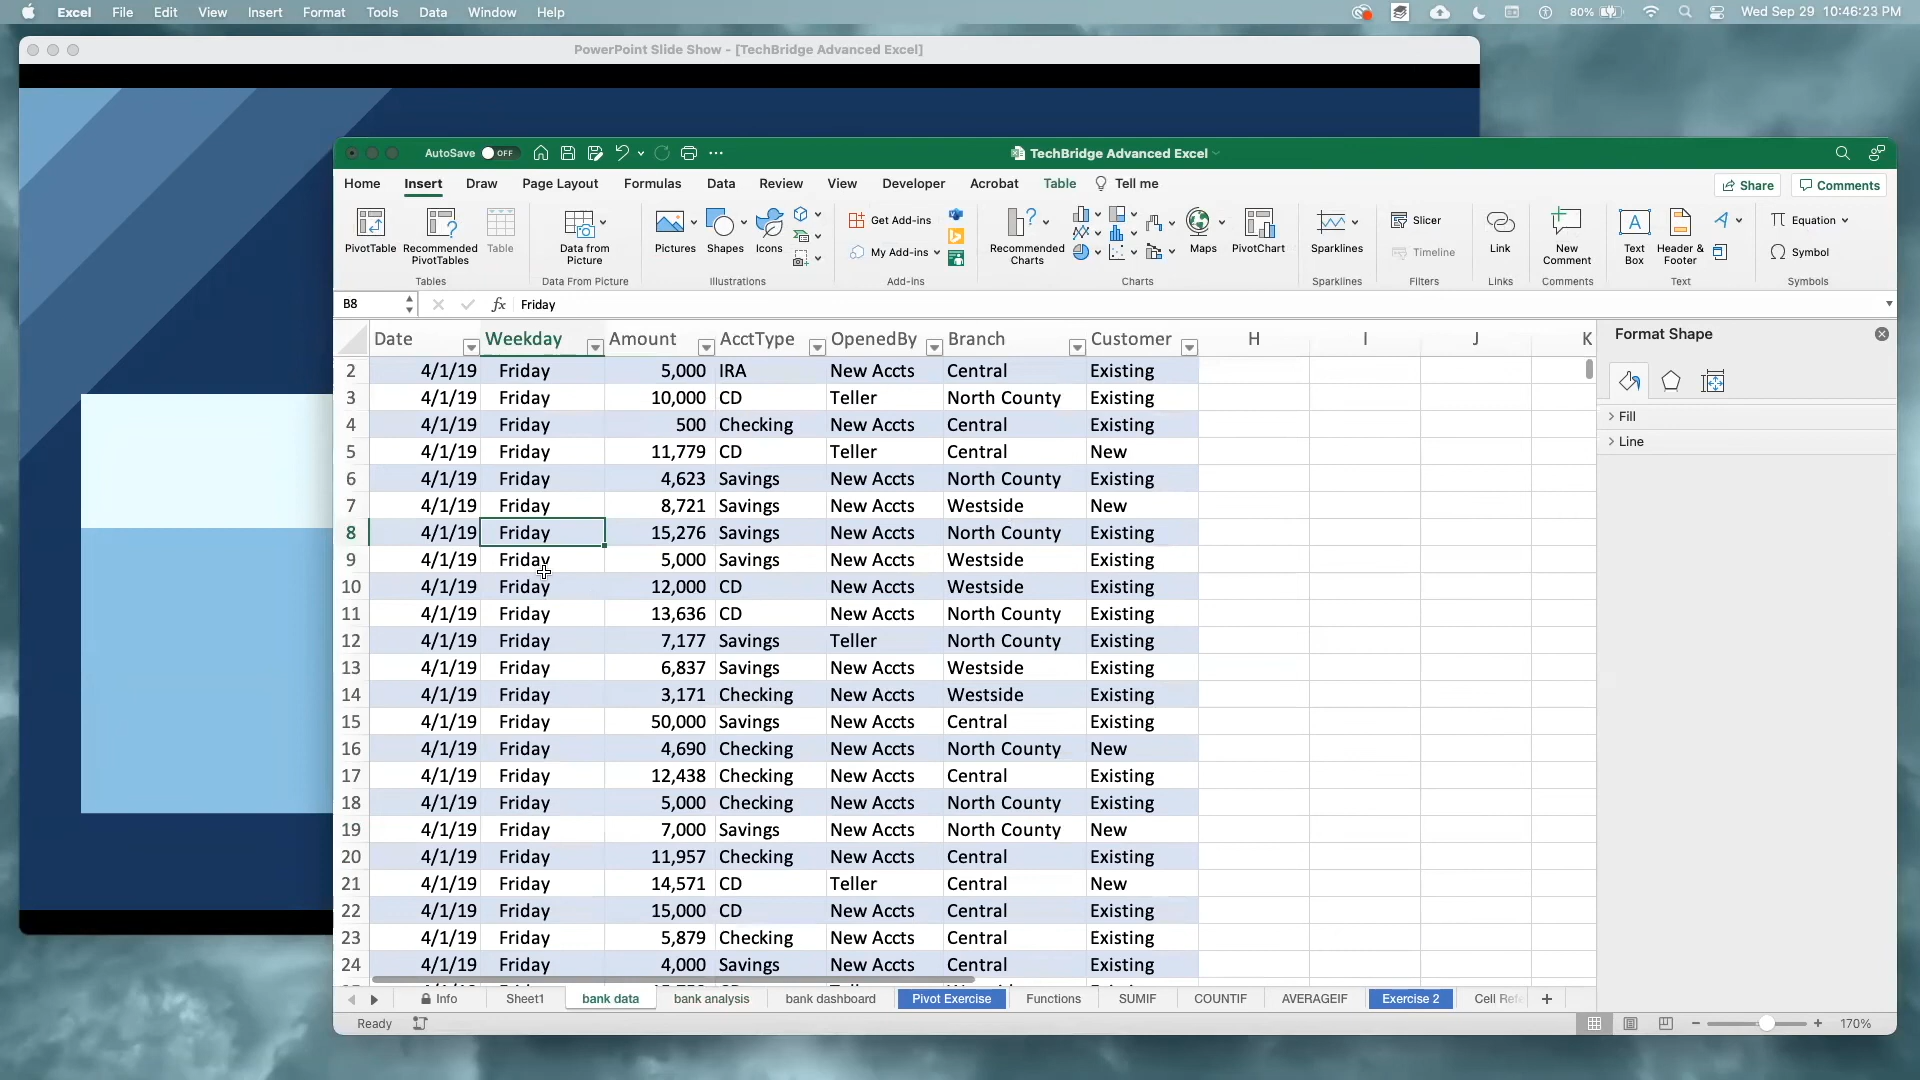 Excel File Edit View Insert Format Tools Data Window Help 80% Wed Sep 29 10:46:23 PM
PowerPoint Slide Show - [TechBridge Advanced Excel]
AutoSave OFF TechBridge Advanced Excel
Home Insert Draw Page Layout Formulas Data Review View Developer Acrobat Table Tell me Share Comments
PivotTable Recommended PivotTables Table Data from Picture Pictures Shapes Icons Get Add-ins My Add-ins Recommended Charts Maps PivotChart Sparklines Slicer Timeline Link New Comment Text Box Header & Footer Equation Symbol
Tables Data From Picture Illustrations Add-ins Charts Sparklines Filters Links Comments Text Symbols
B8 fx Friday
Date Weekday Amount AcctType OpenedBy Branch Customer H I J K
2 4/1/19 Friday 5,000 IRA New Accts Central Existing
3 4/1/19 Friday 10,000 CD Teller North County Existing
4 4/1/19 Friday 500 Checking New Accts Central Existing
5 4/1/19 Friday 11,779 CD Teller Central New
6 4/1/19 Friday 4,623 Savings New Accts North County Existing
7 4/1/19 Friday 8,721 Savings New Accts Westside New
8 4/1/19 Friday 15,276 Savings New Accts North County Existing
9 4/1/19 Friday 5,000 Savings New Accts Westside Existing
10 4/1/19 Friday 12,000 CD New Accts Westside Existing
11 4/1/19 Friday 13,636 CD New Accts North County Existing
12 4/1/19 Friday 7,177 Savings Teller North County Existing
13 4/1/19 Friday 6,837 Savings New Accts Westside Existing
14 4/1/19 Friday 3,171 Checking New Accts Westside Existing
15 4/1/19 Friday 50,000 Savings New Accts Central Existing
16 4/1/19 Friday 4,690 Checking New Accts North County New
17 4/1/19 Friday 12,438 Checking New Accts Central Existing
18 4/1/19 Friday 5,000 Checking New Accts North County Existing
19 4/1/19 Friday 7,000 Savings New Accts North County New
20 4/1/19 Friday 11,957 Checking New Accts Central Existing
21 4/1/19 Friday 14,571 CD Teller Central New
22 4/1/19 Friday 15,000 CD New Accts Central Existing
23 4/1/19 Friday 5,879 Checking New Accts Central Existing
24 4/1/19 Friday 4,000 Savings New Accts Central Existing
Format Shape
Fill
Line
Info Sheet1 bank data bank analysis bank dashboard Pivot Exercise Functions SUMIF COUNTIF AVERAGEIF Exercise 2 Cell Ref
Ready 170%